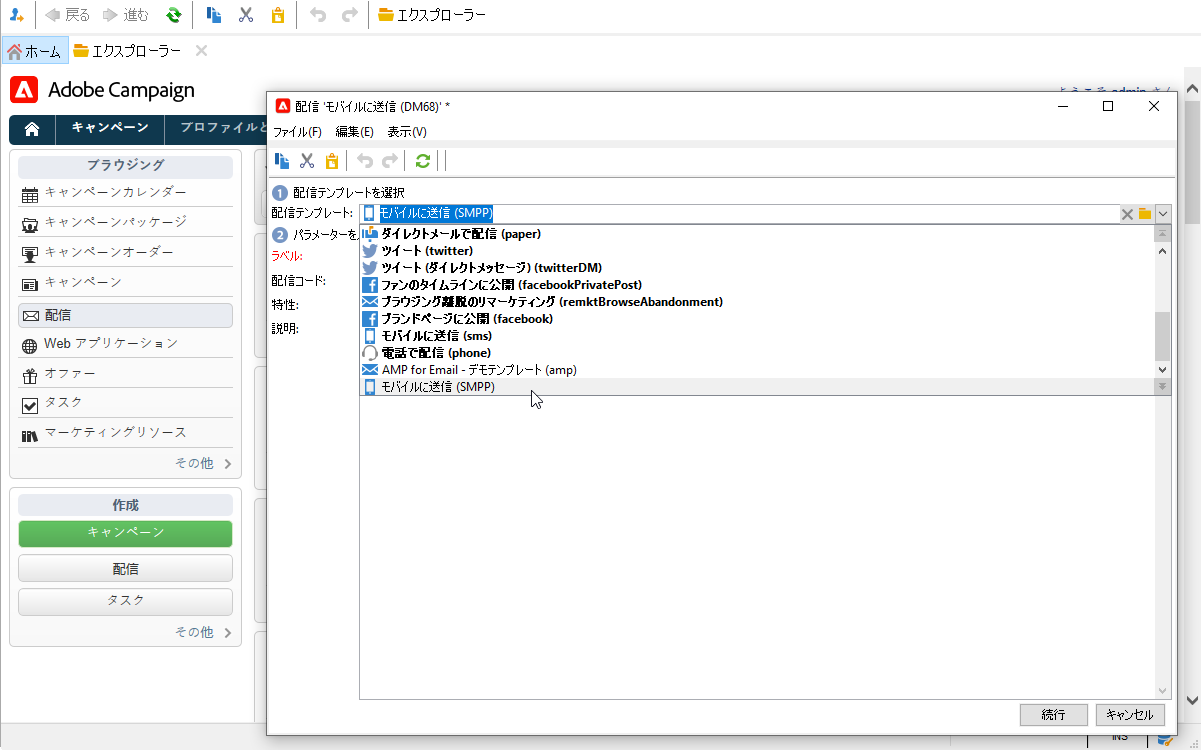 戻る 進む エクスプローラー
ホーム エクスプローラー
Adobe Campaign
キャンペーン プロファイルと
ブラウジング
キャンペーンカレンダー
キャンペーンパッケージ
キャンペーンオーダー
キャンペーン
配信
Web アプリケーション
オファー
タスク
マーケティングリソース
その他
作成
キャンペーン
配信
タスク
その他
配信 'モバイルに送信 (DM68)' *
ファイル(F) 編集(E) 表示(V)
1 配信テンプレートを選択
配信テンプレート: モバイルに送信 (SMPP)
2 パラメーターを
ラベル:
配信コード:
特性:
説明:
ダイレクトメールで配信 (paper)
ツイート (twitter)
ツイート (ダイレクトメッセージ) (twitterDM)
ファンのタイムラインに公開 (facebookPrivatePost)
ブラウジング離脱のリマーケティング (remktBrowseAbandonment)
ブランドページに公開 (facebook)
モバイルに送信 (sms)
電話で配信 (phone)
AMP for Email - デモテンプレート (amp)
モバイルに送信 (SMPP)
続行 キャンセル
INS